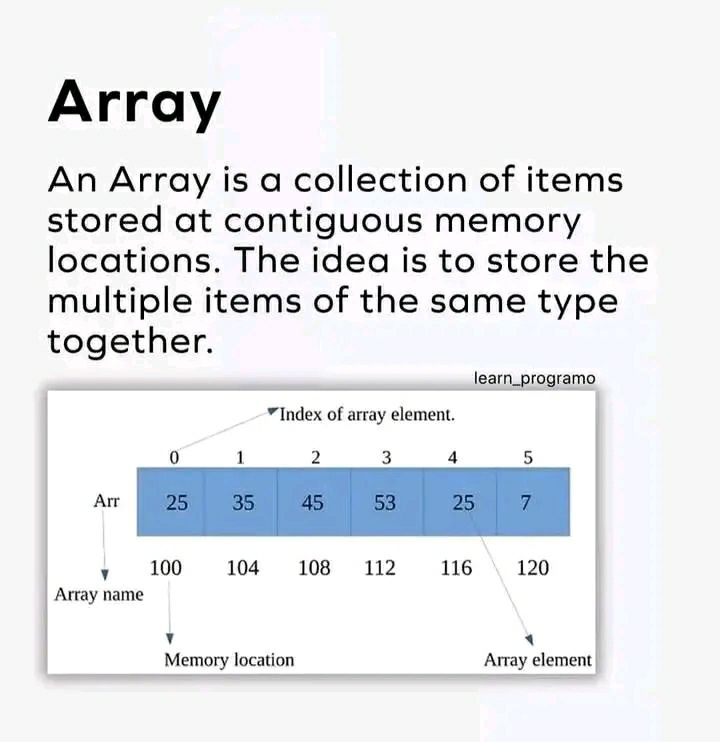 Array
An Array is a collection of items
stored at contiguous memory
locations. The idea is to store the
multiple items of the same type
together.
learn_programo
Index of array element.
0 1 2 3 4 5
Arr 25 35 45 53 25 7
100 104 108 112 116 120
Array name
Memory location Array element